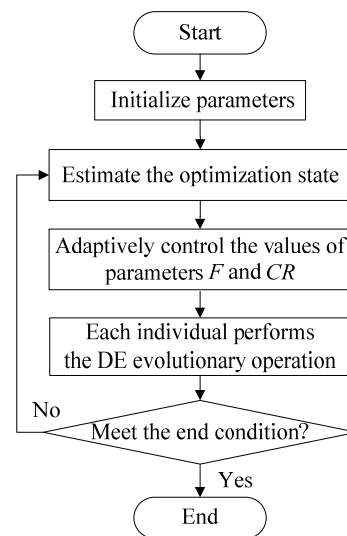 Start
Initialize parameters
Estimate the optimization state
Adaptively control the values of
parameters F and CR
Each individual performs
the DE evolutionary operation
No
Meet the end condition?
Yes
End